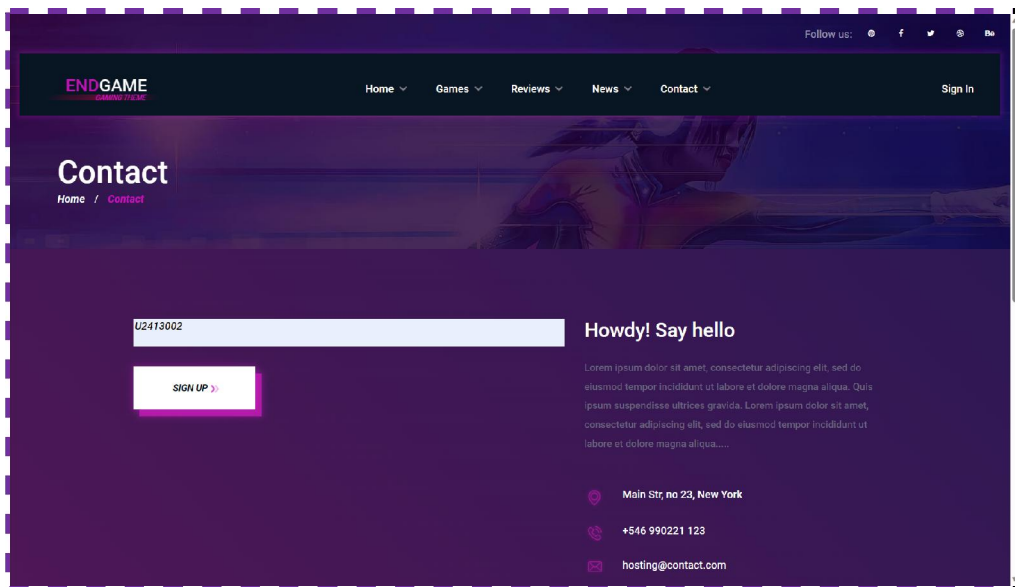 Follow us:
ENDGAME
GAMING THEME
Home
Games
Reviews
News
Contact
Sign In
Contact
Home / Contact
U2413002
SIGN UP
Howdy! Say hello
Lorem ipsum dolor sit amet, consectetur adipiscing elit, sed do
eiusmod tempor incididunt ut labore et dolore magna aliqua. Quis
ipsum suspendisse ultrices gravida. Lorem ipsum dolor sit amet,
consectetur adipiscing elit, sed do eiusmod tempor incididunt ut
labore et dolore magna aliqua.....
Main Str, no 23, New York
+546 990221 123
hosting@contact.com